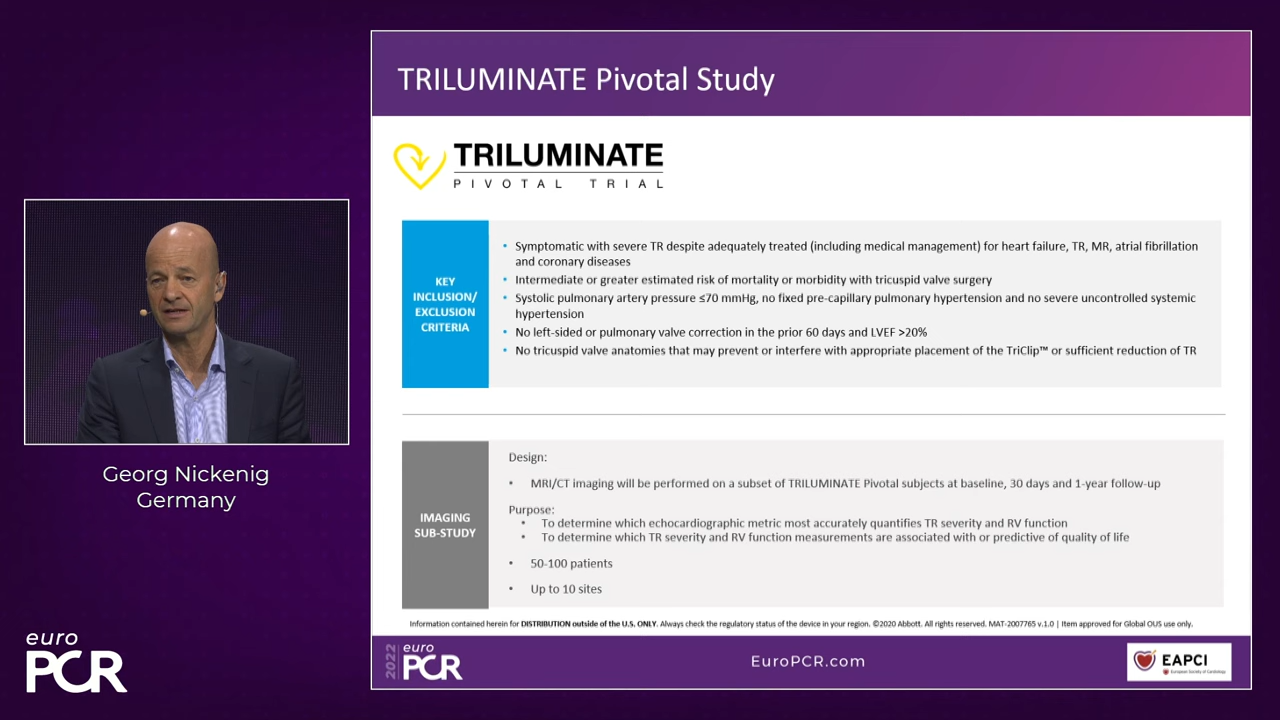 TRILUMINATE Pivotal Study
TRILUMINATE
PIVOTAL TRIAL
KEY
INCLUSION/
EXCLUSION
CRITERIA
• Symptomatic with severe TR despite adequately treated (including medical management) for heart failure, TR, MR, atrial fibrillation
and coronary diseases
• Intermediate or greater estimated risk of mortality or morbidity with tricuspid valve surgery
• Systolic pulmonary artery pressure ≤70 mmHg, no fixed pre-capillary pulmonary hypertension and no severe uncontrolled systemic
hypertension
• No left-sided or pulmonary valve correction in the prior 60 days and LVEF >20%
• No tricuspid valve anatomies that may prevent or interfere with appropriate placement of the TriClip™ or sufficient reduction of TR
IMAGING
SUB-STUDY
Design:
• MRI/CT imaging will be performed on a subset of TRILUMINATE Pivotal subjects at baseline, 30 days and 1-year follow-up
Purpose:
• To determine which echocardiographic metric most accurately quantifies TR severity and RV function
• To determine which TR severity and RV function measurements are associated with or predictive of quality of life
• 50-100 patients
• Up to 10 sites
Information contained herein for DISTRIBUTION outside of the U.S. ONLY. Always check the regulatory status of the device in your region. ©2020 Abbott. All rights reserved. MAT-2007765 v.1.0 | Item approved for Global OUS use only.
Georg Nickenig
Germany
euro
PCR
2022
euro
PCR
EuroPCR.com
EAPCI
European Society of Cardiology